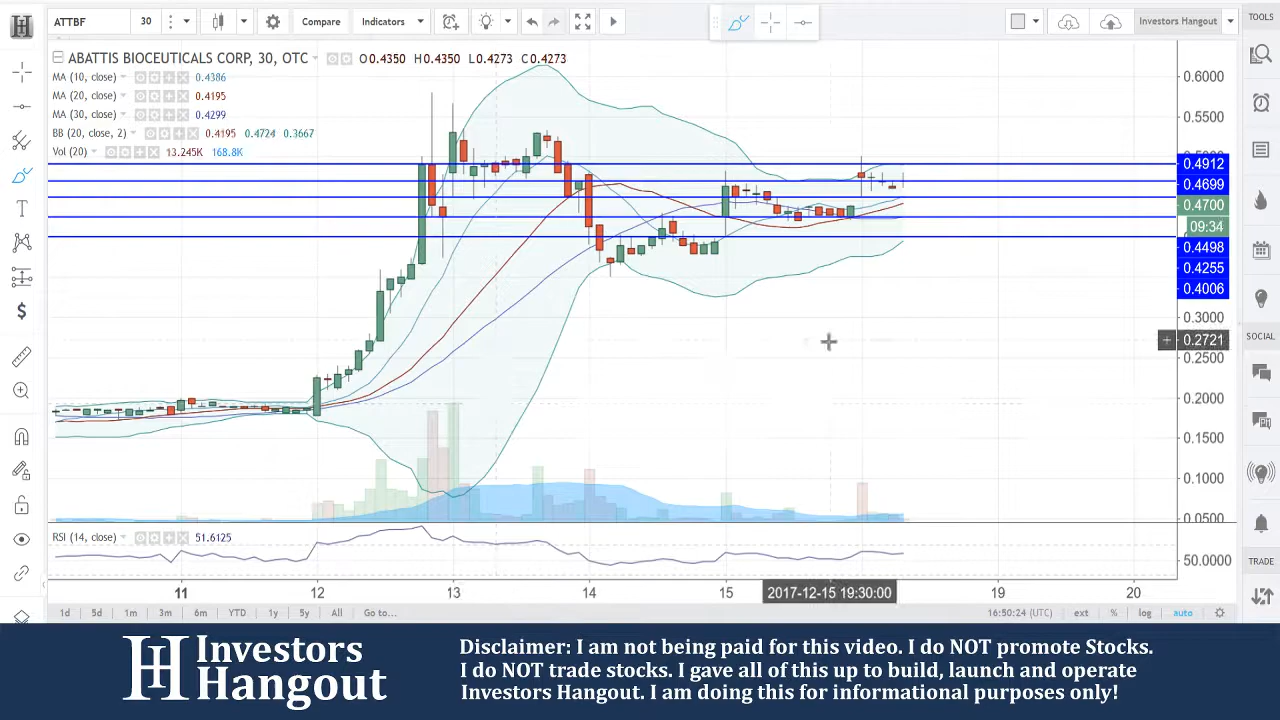 ATTBF 30 Compare Indicators Investors Hangout TOOLS
ABATTIS BIOCEUTICALS CORP, 30, OTC O0.4350 H0.4350 L0.4273 C0.4273
MA (10, close) 0.4386
MA (20, close) 0.4195
MA (30, close) 0.4299
BB (20, close, 2) 0.4195 0.4724 0.3667
Vol (20) 13.245K 168.8K
0.6000
0.5500
0.4912
0.4699
0.4700
09:34
0.4498
0.4255
0.4006
0.3000
0.2721
0.2500
0.2000
0.1500
0.1000
0.0500
SOCIAL
TRADE
RSI (14, close) 51.6125
50.0000
11 12 13 14 15 2017-12-15 19:30:00 19 20
1d 5d 1m 3m 6m YTD 1y 5y All Go to... 16:50:24 (UTC) ext % log auto
Investors
Hangout
Disclaimer: I am not being paid for this video. I do NOT promote Stocks.
I do NOT trade stocks. I gave all of this up to build, launch and operate
Investors Hangout. I am doing this for informational purposes only!